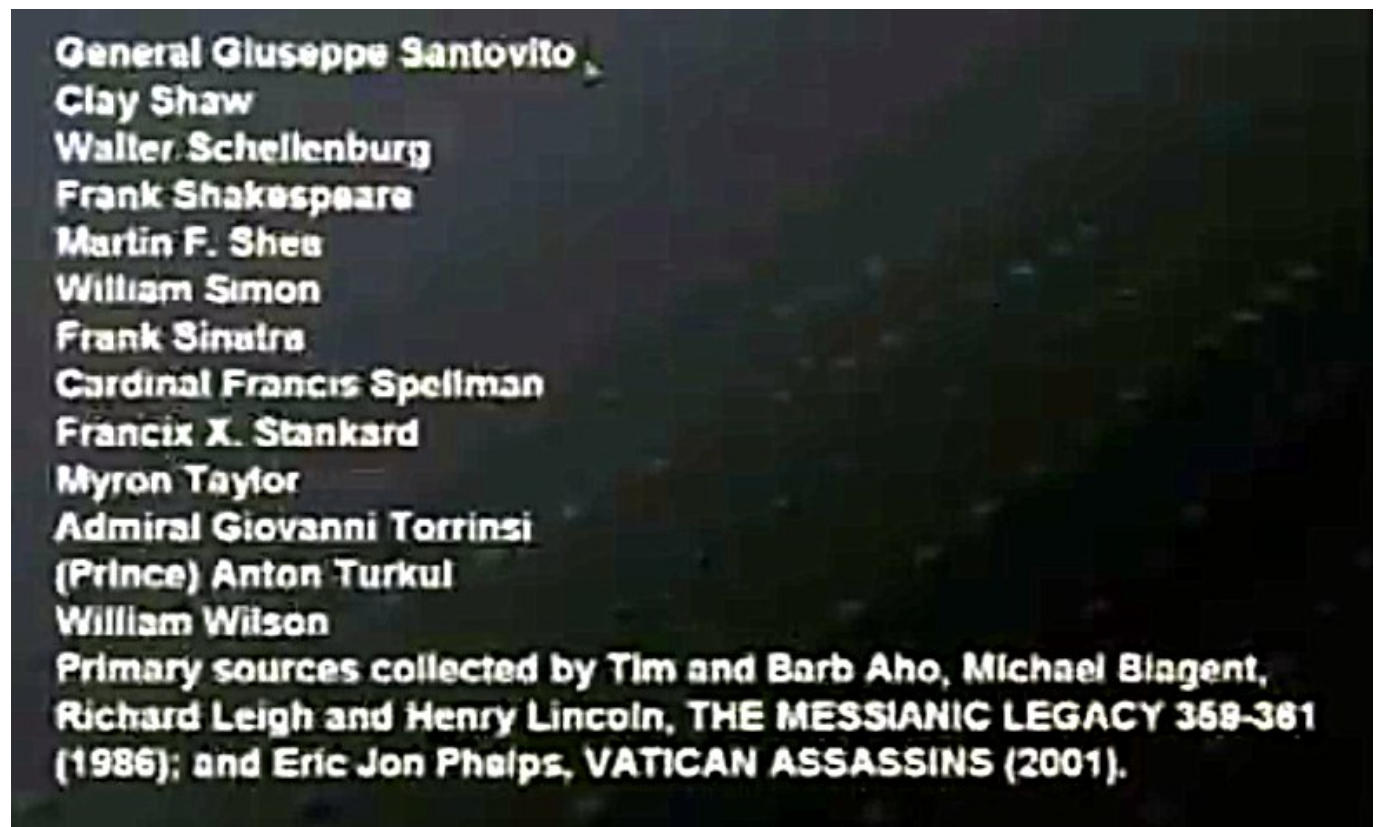 General Giuseppe Santovito
Clay Shaw
Walter Schellenburg
Frank Shakespeare
Martin F. Shea
William Simon
Frank Sinatra
Cardinal Francis Spellman
Francix X. Stankard
Myron Taylor
Admiral Giovanni Torrinsi
(Prince) Anton Turkul
William Wilson
Primary sources collected by Tim and Barb Aho, Michael Biagent,
Richard Leigh and Henry Lincoln, THE MESSIANIC LEGACY 359-361
(1986); and Eric Jon Phelps, VATICAN ASSASSINS (2001).